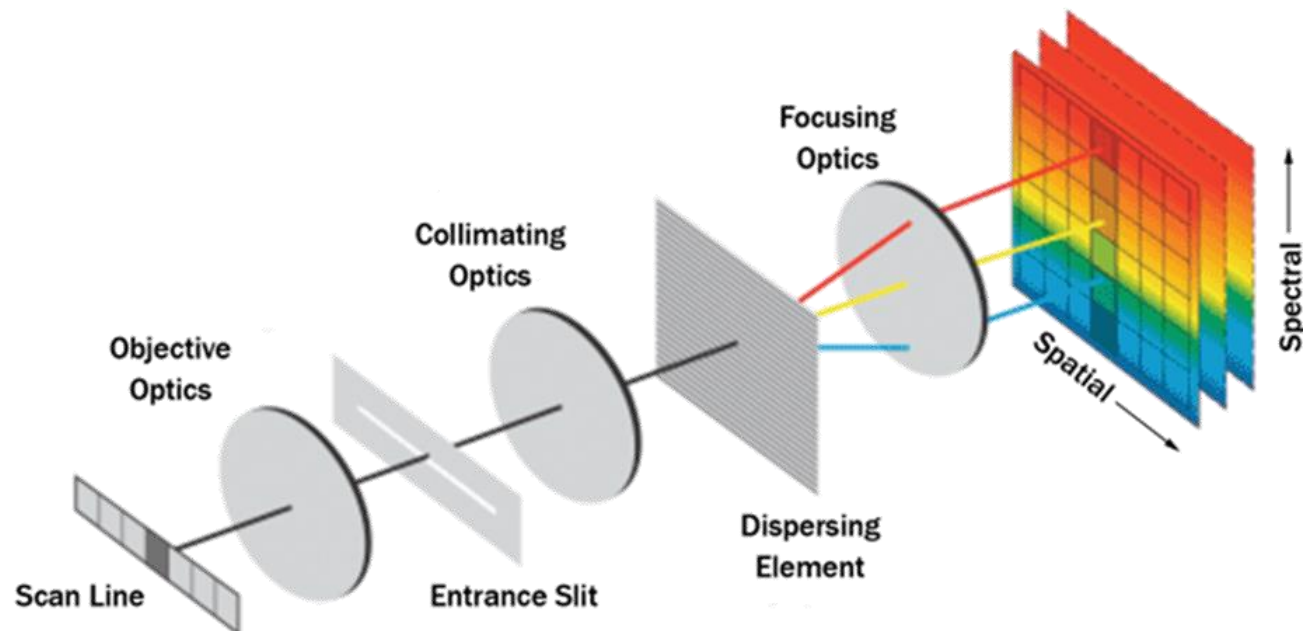 Focusing
Optics
Collimating
Optics
Objective
Optics
Spectral
Spatial
Dispersing
Element
Scan Line
Entrance Slit